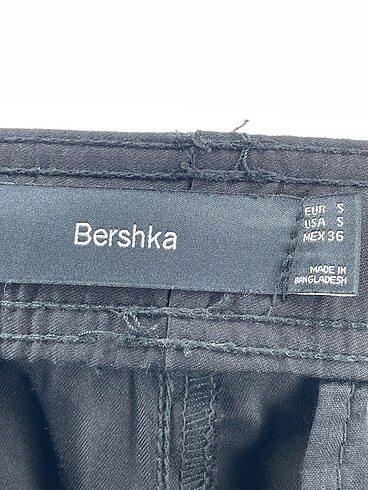 Bershka
EUR S
USA S
MEX 36
MADE IN
BANGLADESH